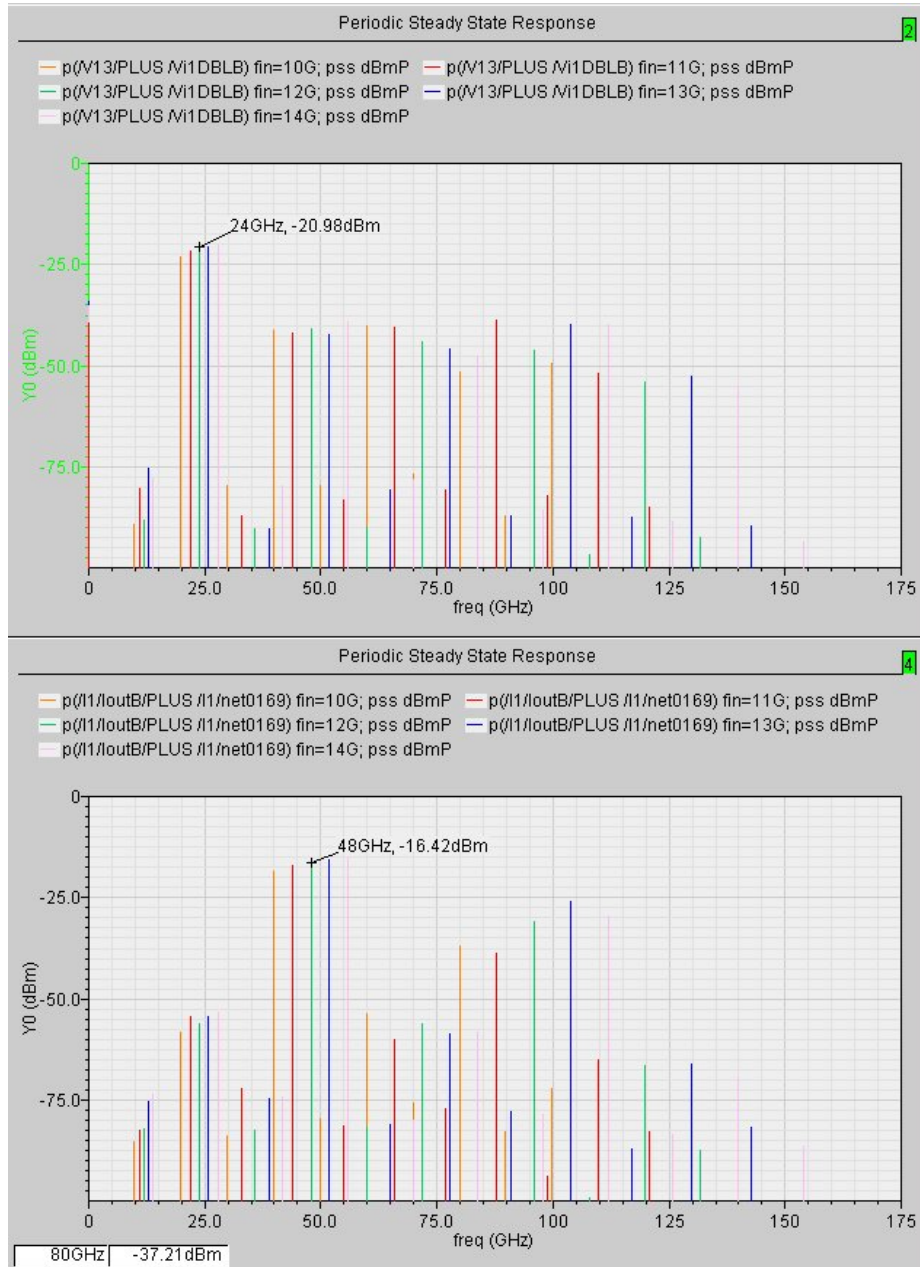 Periodic Steady State Response
2
p(/V13/PLUS /Vi1DBLB) fin=10G; pss dBmP p(/V13/PLUS /Vi1DBLB) fin=11G; pss dBmP
p(/V13/PLUS /Vi1DBLB) fin=12G; pss dBmP p(/V13/PLUS /Vi1DBLB) fin=13G; pss dBmP
p(/V13/PLUS /Vi1DBLB) fin=14G; pss dBmP
0
24GHz, -20.98dBm
-25.0
-50.0
-75.0
Y0 (dBm)
0 25.0 50.0 75.0 100 125 150 175
freq (GHz)
Periodic Steady State Response
4
p(/I1/IoutB/PLUS /I1/net0169) fin=10G; pss dBmP p(/I1/IoutB/PLUS /I1/net0169) fin=11G; pss dBmP
p(/I1/IoutB/PLUS /I1/net0169) fin=12G; pss dBmP p(/I1/IoutB/PLUS /I1/net0169) fin=13G; pss dBmP
p(/I1/IoutB/PLUS /I1/net0169) fin=14G; pss dBmP
0
48GHz, -16.42dBm
-25.0
-50.0
-75.0
Y0 (dBm)
0 25.0 50.0 75.0 100 125 150 175
freq (GHz)
80GHz -37.21dBm